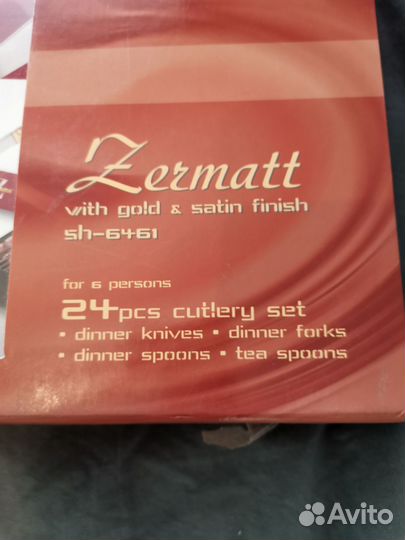 Zermatt
with gold & satin finish
sh-6461
for 6 persons
24pcs cutlery set
• dinner knives • dinner forks
• dinner spoons • tea spoons
Avito